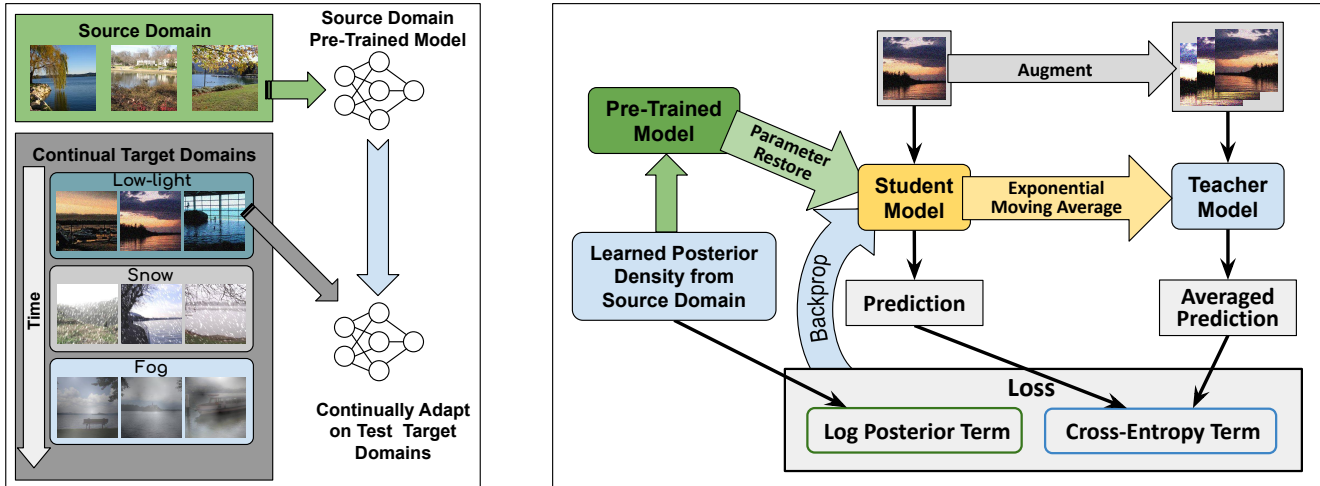 Source Domain
Source Domain
Pre-Trained Model
Continual Target Domains
Low-light
Snow
Fog
Time
Continually Adapt
on Test Target
Domains
Augment
Pre-Trained
Model
Parameter
Restore
Student
Model
Exponential
Moving Average
Teacher
Model
Learned Posterior
Density from
Source Domain
Backprop
Prediction
Averaged
Prediction
Loss
Log Posterior Term
Cross-Entropy Term